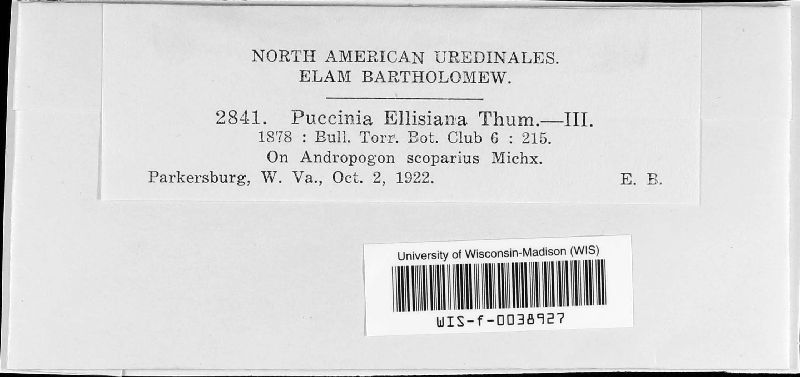 NORTH AMERICAN UREDINALES.
ELAM BARTHOLOMEW.
2841. Puccinia Ellisiana Thum.—III.
1878 : Bull. Torr. Bot. Club 6 : 215.
On Andropogon scoparius Michx.
Parkersburg, W. Va., Oct. 2, 1922. E. B.
University of Wisconsin-Madison (WIS)
WIS-f-0038927